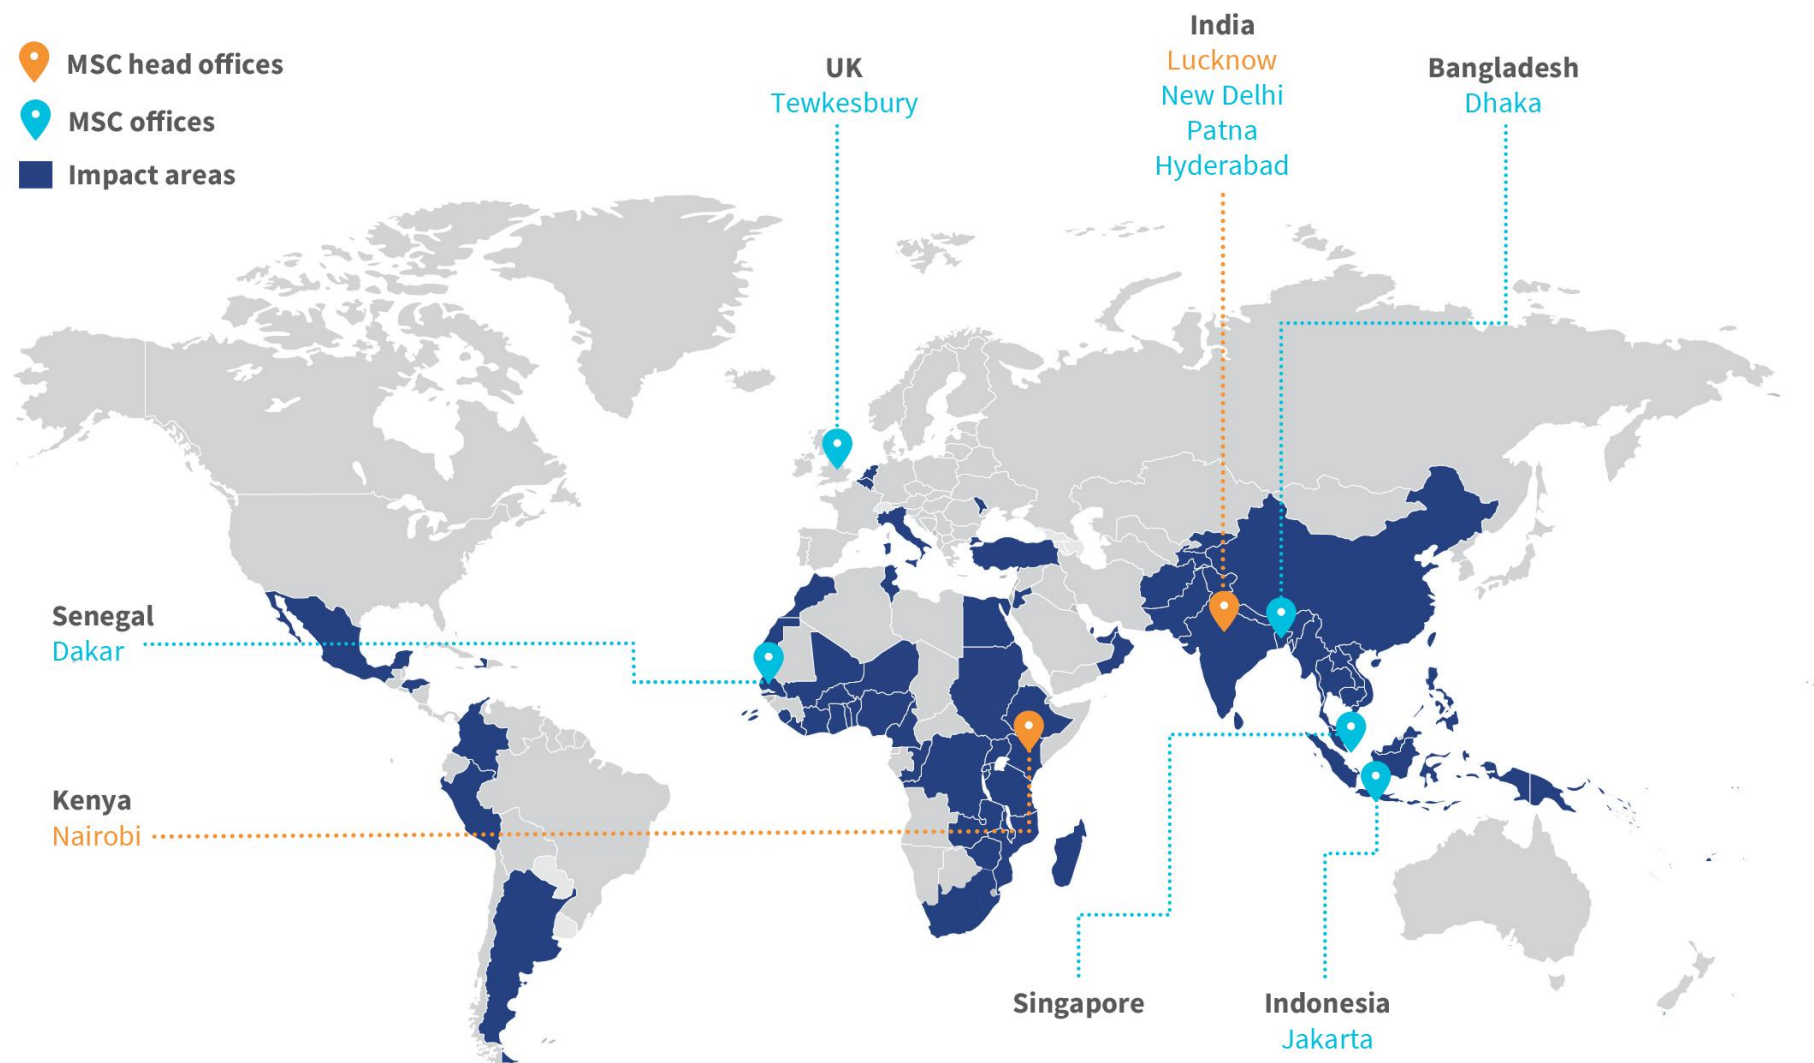 MSC head offices
MSC offices
Impact areas
UK
Tewkesbury
India
Lucknow
New Delhi
Patna
Hyderabad
Bangladesh
Dhaka
Senegal
Dakar
Kenya
Nairobi
Singapore
Indonesia
Jakarta